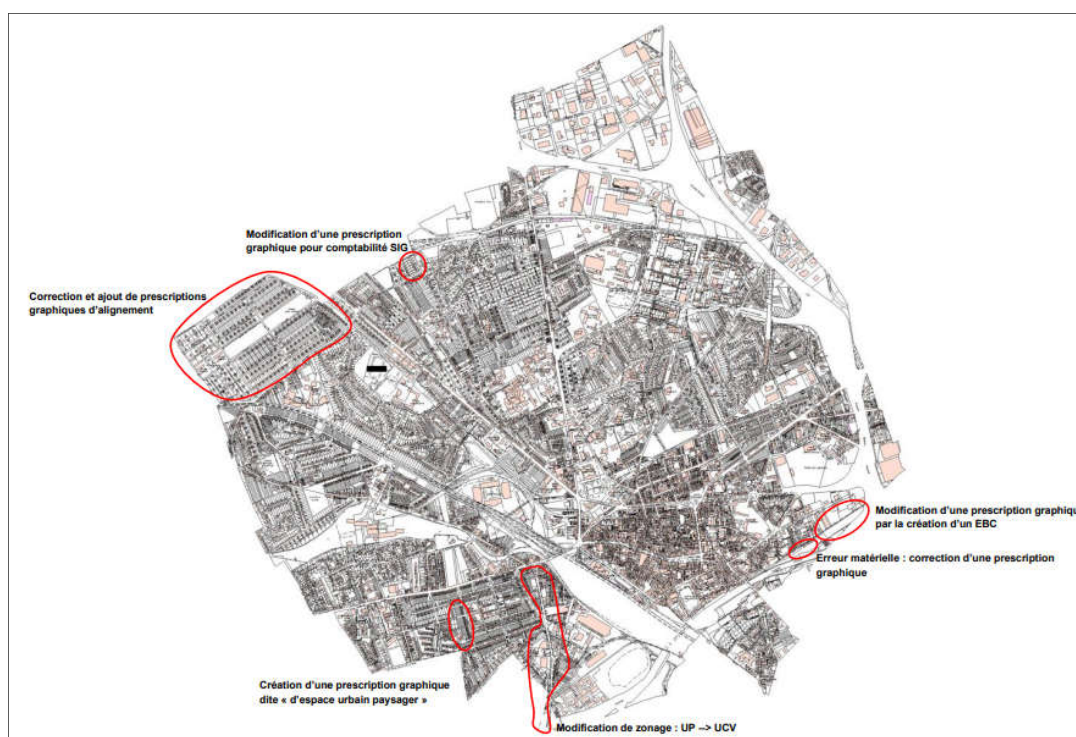 Modification d'une prescription
graphique pour comptabilité SIG
Correction et ajout de prescriptions
graphiques d'alignement
Modification d'une prescription graphiqu
par la création d'un EBC
Erreur matérielle : correction d'une prescription
graphique
Création d'une prescription graphique
dite « d'espace urbain paysager »
Modification de zonage : UP --> UCV